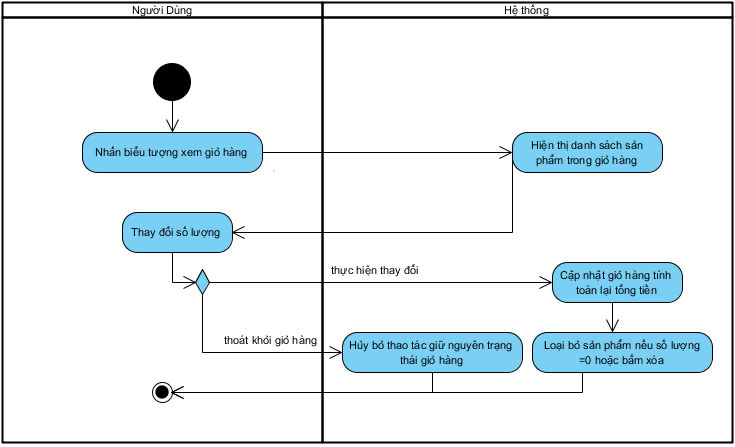 Người Dùng
Hệ thống
Nhấn biểu tượng xem giỏ hàng
Hiện thị danh sách sản
phẩm trong giỏ hàng
Thay đổi số lượng
thực hiện thay đổi
Cập nhật giỏ hàng tính
toán lại tổng tiền
thoát khỏi giỏ hàng
Hủy bỏ thao tác giữ nguyên trạng
thái giỏ hàng
Loại bỏ sản phẩm nếu số lượng
=0 hoặc bấm xóa